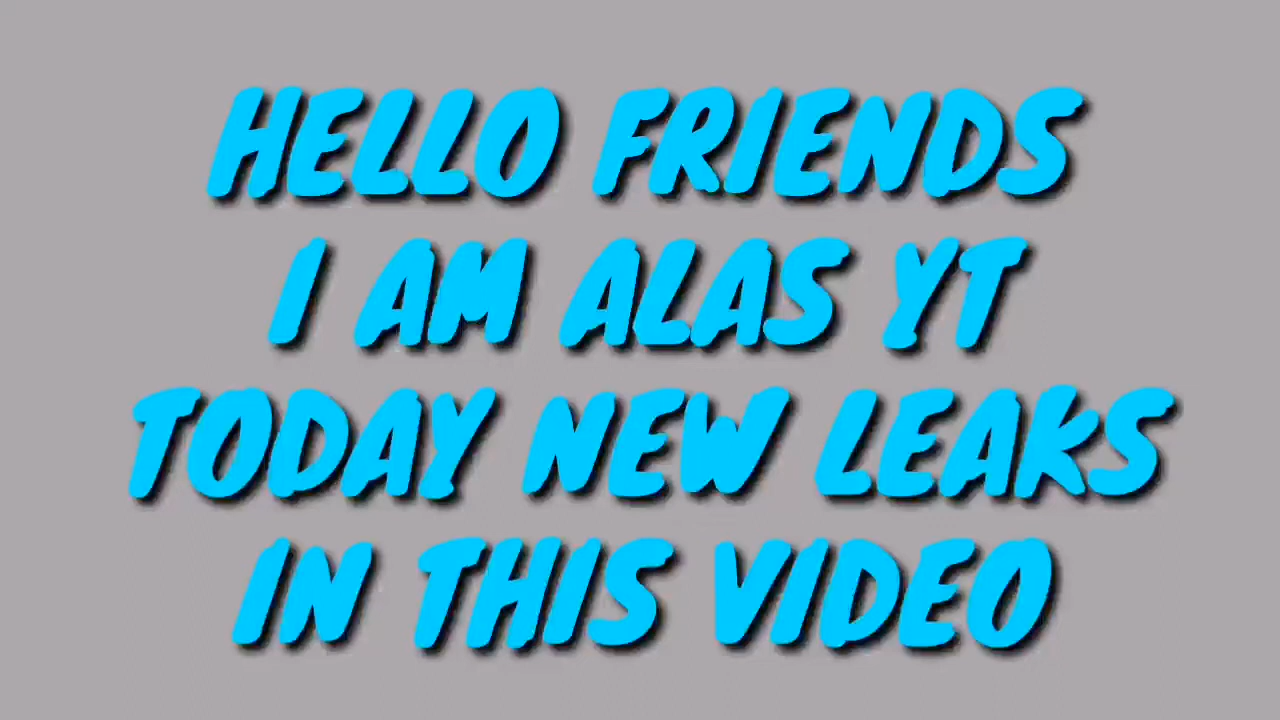 HELLO FRIENDS
I AM ALAS YT
TODAY NEW LEAKS
IN THIS VIDEO